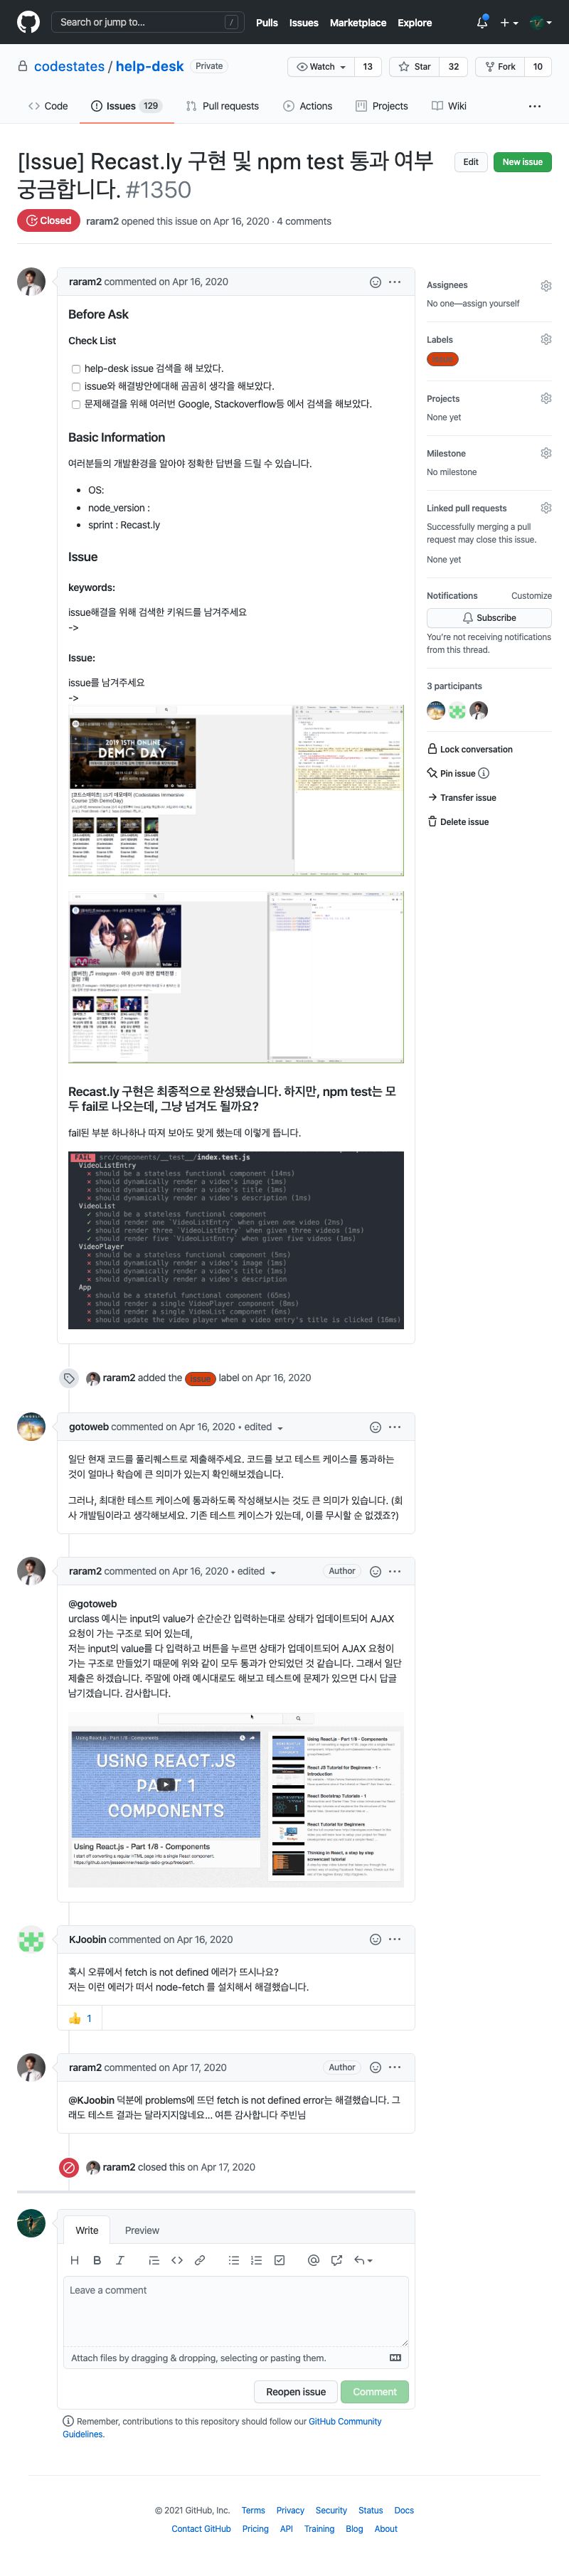 Search or jump to...
/
Pulls Issues Marketplace Explore
codestates / help-desk Private
Watch 13 Star 32 Fork 10
Code Issues 129 Pull requests Actions Projects Wiki
[Issue] Recast.ly 구현 및 npm test 통과 여부
궁금합니다. #1350
Edit New issue
Closed raram2 opened this issue on Apr 16, 2020 · 4 comments
raram2 commented on Apr 16, 2020
Before Ask
Check List
help-desk issue 검색을 해 보았다.
issue와 해결방안에대해 곰곰히 생각을 해보았다.
문제해결을 위해 여러번 Google, Stackoverflow등 에서 검색을 해보았다.
Basic Information
여러분들의 개발환경을 알아야 정확한 답변을 드릴 수 있습니다.
OS:
node_version :
sprint : Recast.ly
Issue
keywords:
issue해결을 위해 검색한 키워드를 남겨주세요
->
Issue:
issue를 남겨주세요
->
2019 15TH ONLINE
DEMO DAY
Recast.ly 구현은 최종적으로 완성됐습니다. 하지만, npm test는 모
두 fail로 나오는데, 그냥 넘겨도 될까요?
fail된 부분 하나하나 따져 보아도 맞게 했는데 이렇게 뜹니다.
FAIL src/components/__test__/index.test.js
VideoListEntry
× should be a stateless functional component (14ms)
× should dynamically render a video's image (1ms)
× should dynamically render a video's title (1ms)
× should dynamically render a video's description (1ms)
VideoList
✓ should be a stateless functional component
✓ should render one `VideoListEntry` when given one video (2ms)
✓ should render three `VideoListEntry` when given three videos (1ms)
✓ should render five `VideoListEntry` when given five videos (1ms)
VideoPlayer
× should be a stateless functional component (5ms)
× should dynamically render a video's image (1ms)
× should dynamically render a video's title (1ms)
× should dynamically render a video's description
App
× should be a stateful functional component (65ms)
× should render a single VideoPlayer component (8ms)
× should render a single VideoList component (6ms)
× should update the video player when a video entry's title is clicked (16ms)
raram2 added the Issue label on Apr 16, 2020
gotoweb commented on Apr 16, 2020 • edited
일단 현재 코드를 풀리퀘스트로 제출해주세요. 코드를 보고 테스트 케이스를 통과하는
것이 얼마나 학습에 큰 의미가 있는지 확인해보겠습니다.
그러나, 최대한 테스트 케이스에 통과하도록 작성해보시는 것도 큰 의미가 있습니다. (회
사 개발팀이라고 생각해보세요. 기존 테스트 케이스가 있는데, 이를 무시할 순 없겠죠?)
raram2 commented on Apr 16, 2020 • edited Author
@gotoweb
urclass 예시는 input의 value가 순간순간 입력하는대로 상태가 업데이트되어 AJAX
요청이 가는 구조로 되어 있는데,
저는 input의 value를 다 입력하고 버튼을 누르면 상태가 업데이트되어 AJAX 요청이
가는 구조로 만들었기 때문에 위와 같이 모두 통과가 안되었던 것 같습니다. 그래서 일단
제출은 하겠습니다. 주말에 아래 예시대로도 해보고 테스트에 문제가 있으면 다시 답글
남기겠습니다. 감사합니다.
Using React.js - Part 1/8 - Components
USING REACT.JS
PART 1
COMPONENTS
Using React.js - Part 1/8 - Components
KJoobin commented on Apr 16, 2020
혹시 오류에서 fetch is not defined 에러가 뜨시나요?
저는 이런 에러가 떠서 node-fetch 를 설치해서 해결했습니다.
👍 1
raram2 commented on Apr 17, 2020 Author
@KJoobin 덕분에 problems에 뜨던 fetch is not defined error는 해결했습니다. 그
래도 테스트 결과는 달라지지않네요... 여튼 감사합니다 주빈님
raram2 closed this on Apr 17, 2020
Write Preview
Leave a comment
Attach files by dragging & dropping, selecting or pasting them.
Reopen issue Comment
Remember, contributions to this repository should follow our GitHub Community
Guidelines.
Assignees
No one—assign yourself
Labels
Issue
Projects
None yet
Milestone
No milestone
Linked pull requests
Successfully merging a pull
request may close this issue.
None yet
Notifications Customize
Subscribe
You're not receiving notifications
from this thread.
3 participants
Lock conversation
Pin issue
Transfer issue
Delete issue
© 2021 GitHub, Inc. Terms Privacy Security Status Docs
Contact GitHub Pricing API Training Blog About